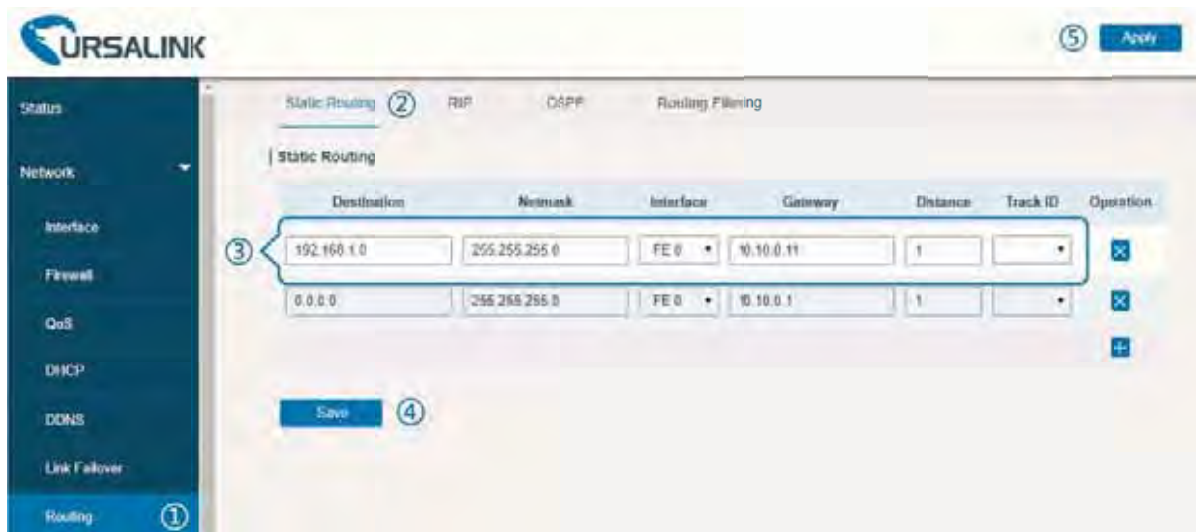 URSALINK
⑤ Apply
Status
Static Routing ② RIP OSPF Routing Filtering
Static Routing
Network
Destination Netmask Interface Gateway Distance Track ID Operation
Interface
③ 192.168.1.0 255.255.255.0 FE 0 10.10.0.11 1
Firewall
0.0.0.0 255.255.255.0 FE 0 10.10.0.1 1
QoS
DHCP
DDNS
Save ④
Link Failover
Routing ①